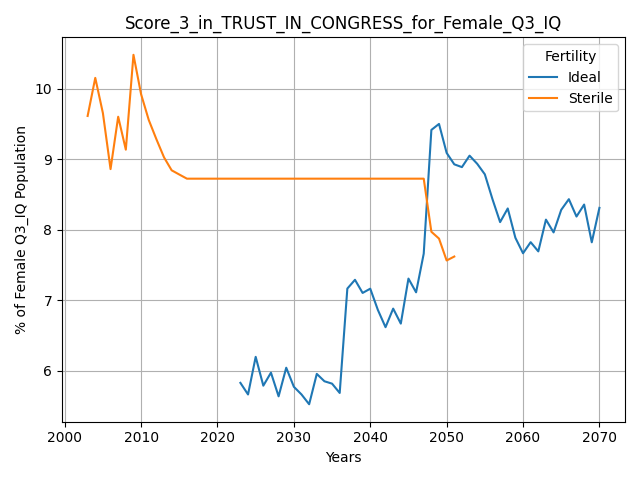 Score_3_in_TRUST_IN_CONGRESS_for_Female_Q3_IQ
Fertility
Ideal
Sterile
% of Female Q3_IQ Population
10
9
8
7
6
2000 2010 2020 2030 2040 2050 2060 2070
Years